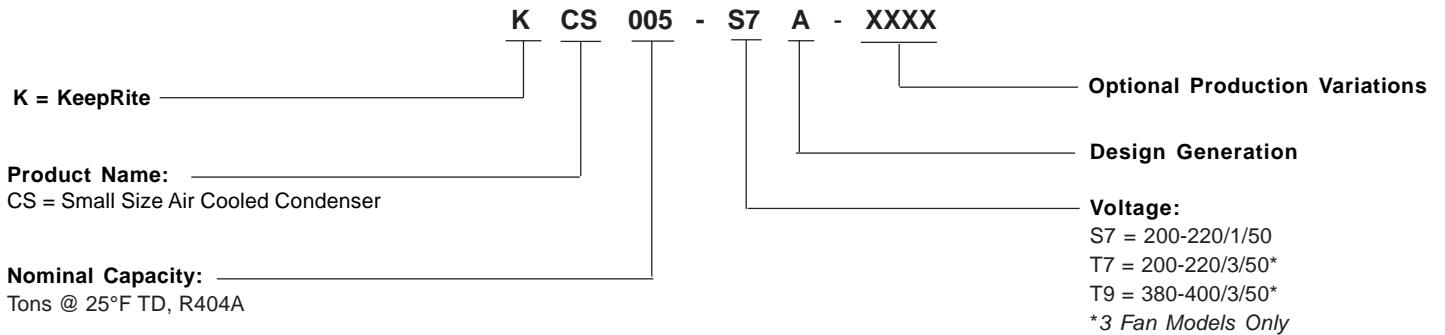 K CS 005 - S7 A - XXXX
K = KeepRite
Product Name:
CS = Small Size Air Cooled Condenser
Nominal Capacity:
Tons @ 25°F TD, R404A
Optional Production Variations
Design Generation
Voltage:
S7 = 200-220/1/50
T7 = 200-220/3/50*
T9 = 380-400/3/50*
*3 Fan Models Only